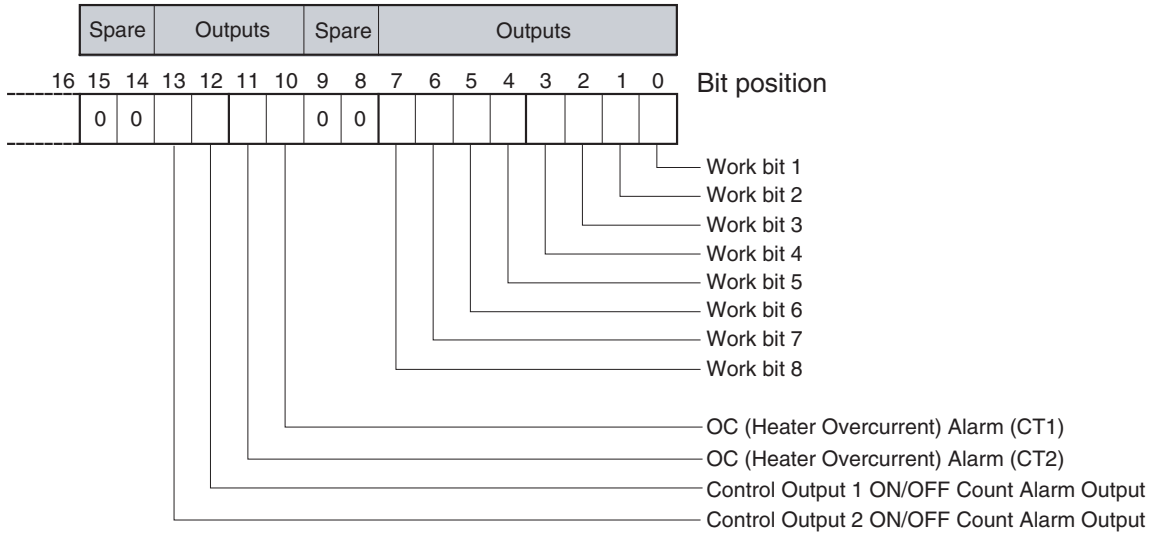 Spare Outputs Spare Outputs
16 15 14 13 12 11 10 9 8 7 6 5 4 3 2 1 0 Bit position
0 0 0 0
Work bit 1
Work bit 2
Work bit 3
Work bit 4
Work bit 5
Work bit 6
Work bit 7
Work bit 8
OC (Heater Overcurrent) Alarm (CT1)
OC (Heater Overcurrent) Alarm (CT2)
Control Output 1 ON/OFF Count Alarm Output
Control Output 2 ON/OFF Count Alarm Output